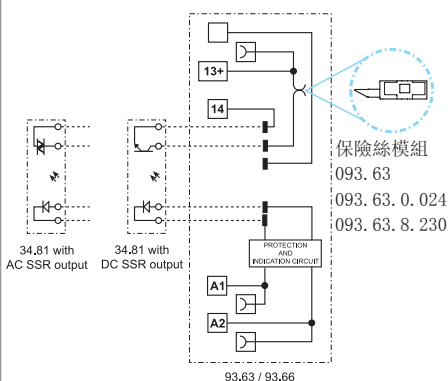 13+
14
保險絲模組
093.63
093.63.0.024
093.63.8.230
34.81 with
AC SSR output
34.81 with
DC SSR output
PROTECTION
AND
INDICATION CIRCUIT
A1
A2
93.63 / 93.66